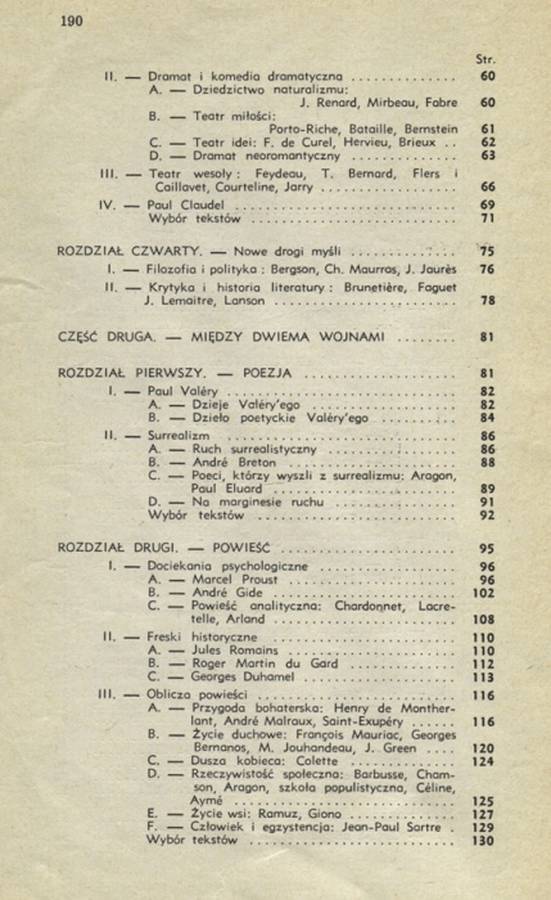 190
Str.
II. — Dramat i komedia dramatyczna .............. 60
A. — Dziedzictwo naturalizmu:
J. Renard, Mirbeau, Fabre 60
B. — Teatr miłości:
Porto-Riche, Bataille, Bernstein 61
C. — Teatr idei: F. de Curel, Hervieu, Brieux .. 62
D. — Dramat neoromantyczny .............. 63
III. — Teatr wesoły : Feydeau, T. Bernard, Flers i
Caillavet, Courteline, Jarry .................. 66
IV. — Paul Claudel ............................. 69
Wybór tekstów ........................... 71
ROZDZIAŁ CZWARTY. — Nowe drogi myśli .............. 75
I. — Filozofia i polityka : Bergson, Ch. Maurras, J. Jaurès 76
II. — Krytyka i historia literatury : Brunetière, Faguet
J. Lemaitre, Lanson ........................ 78
CZĘŚĆ DRUGA. — MIĘDZY DWIEMA WOJNAMI ........ 81
ROZDZIAŁ PIERWSZY. — POEZJA .................... 81
I. — Paul Valéry .............................. 82
A. — Dzieje Valéry'ego .................... 82
B. — Dzieło poetyckie Valéry'ego ........... 84
II. — Surrealizm .............................. 86
A. — Ruch surrealistyczny .................. 86
B. — André Breton ...................... 88
C. — Poeci, którzy wyszli z surrealizmu: Aragon,
Paul Eluard ........................ 89
D. — Na marginesie ruchu ................ 91
Wybór tekstów .......................... 92
ROZDZIAŁ DRUGI. — POWIEŚĆ ....................... 95
I. — Dociekania psychologiczne .................. 96
A. — Marcel Proust ...................... 96
B. — André Gide ........................ 102
C. — Powieść analityczna: Chardonnet, Lacre-
telle, Arland ......................... 108
II. — Freski historyczne ........................ 110
A. — Jules Romains ...................... 110
B. — Roger Martin du Gard ............... 112
C. — Georges Duhamel .................... 113
III. — Oblicza powieści .......................... 116
A. — Przygoda bohaterska: Henry de Monther-
lant, André Malraux, Saint-Exupéry ...... 116
B. — Życie duchowe: François Mauriac, Georges
Bernanos, M. Jouhandeau, J. Green .... 120
C. — Dusza kobieca: Colette .............. 124
D. — Rzeczywistość społeczna: Barbusse, Cham-
son, Aragon, szkoła populistyczna, Céline,
Aymé ............................. 125
E. — Życie wsi: Ramuz, Giono ............... 127
F. — Człowiek i egzystencja: Jean-Paul Sartre . 129
Wybór tekstów ........................... 130